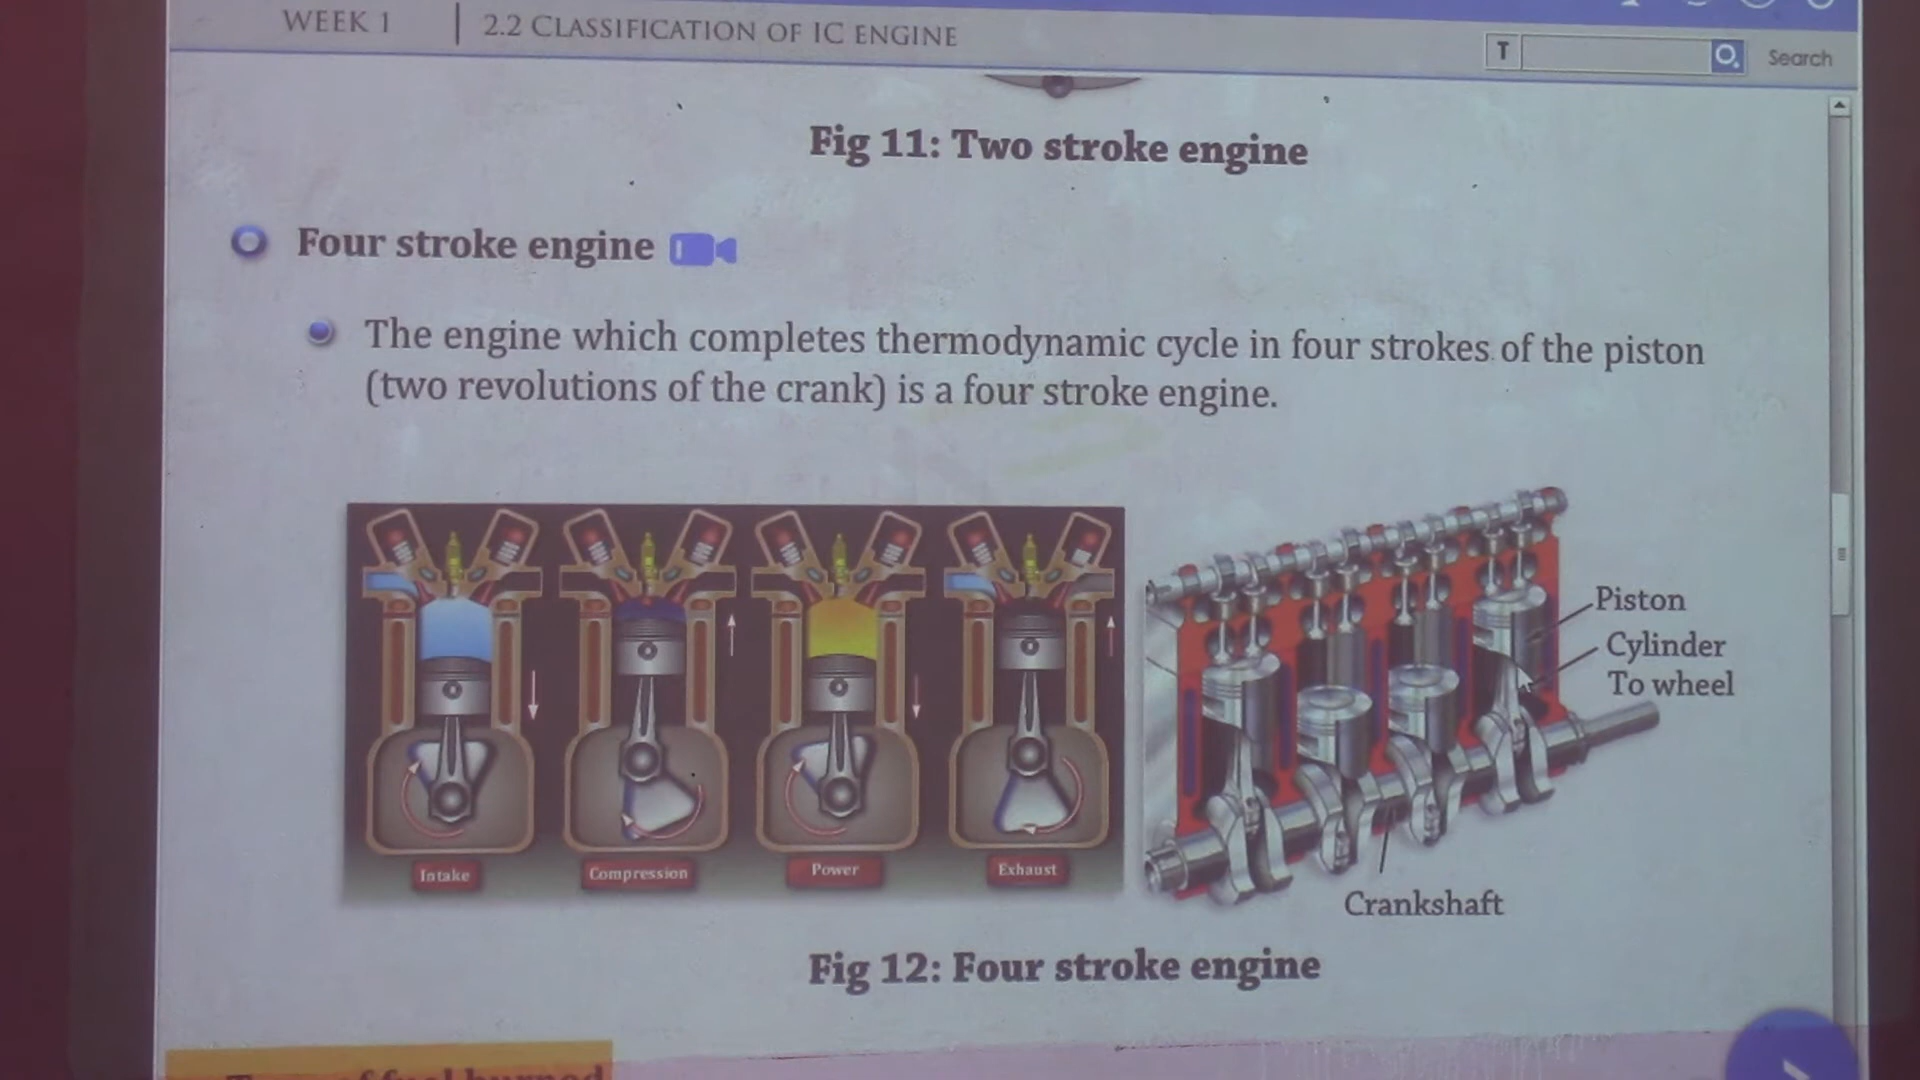 WEEK 1
2.2 CLASSIFICATION OF IC ENGINE
T
Search
Fig 11: Two stroke engine
Four stroke engine
The engine which completes thermodynamic cycle in four strokes of the piston
(two revolutions of the crank) is a four stroke engine.
Piston
Cylinder
To wheel
Intake
Compression
Power
Exhaust
Crankshaft
Fig 12: Four stroke engine